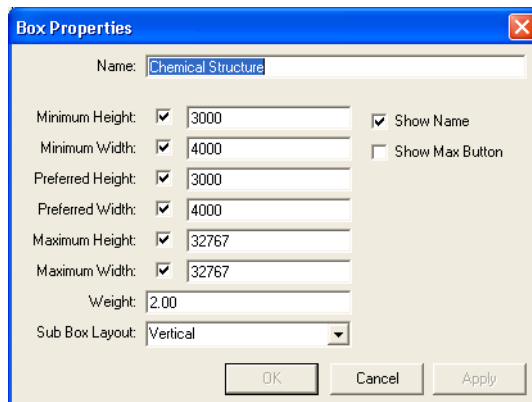 Box Properties
Name: Chemical Structure
Minimum Height: 3000
Show Name
Minimum Width: 4000
Show Max Button
Preferred Height: 3000
Preferred Width: 4000
Maximum Height: 32767
Maximum Width: 32767
Weight: 2.00
Sub Box Layout: Vertical
OK Cancel Apply